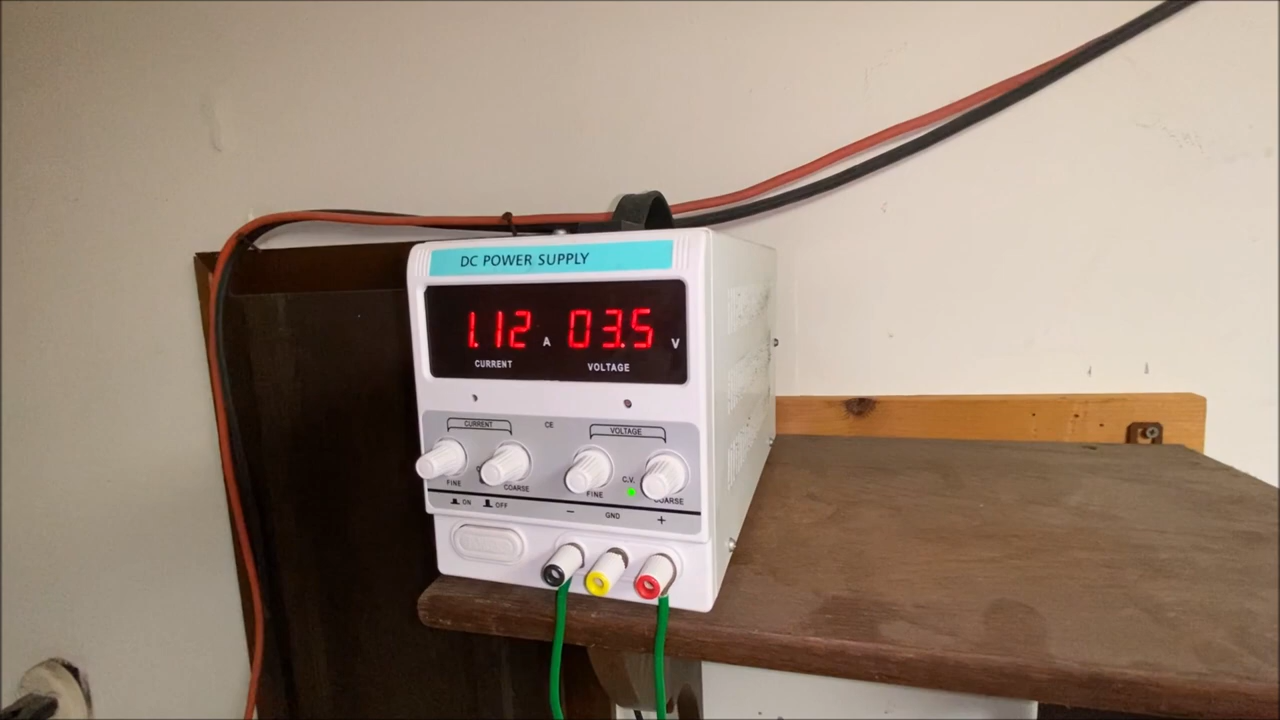 DC POWER SUPPLY
1.12 A 03.5 V
CURRENT VOLTAGE
CURRENT CE VOLTAGE
FINE COARSE FINE C.V. COARSE
ON OFF - GND +